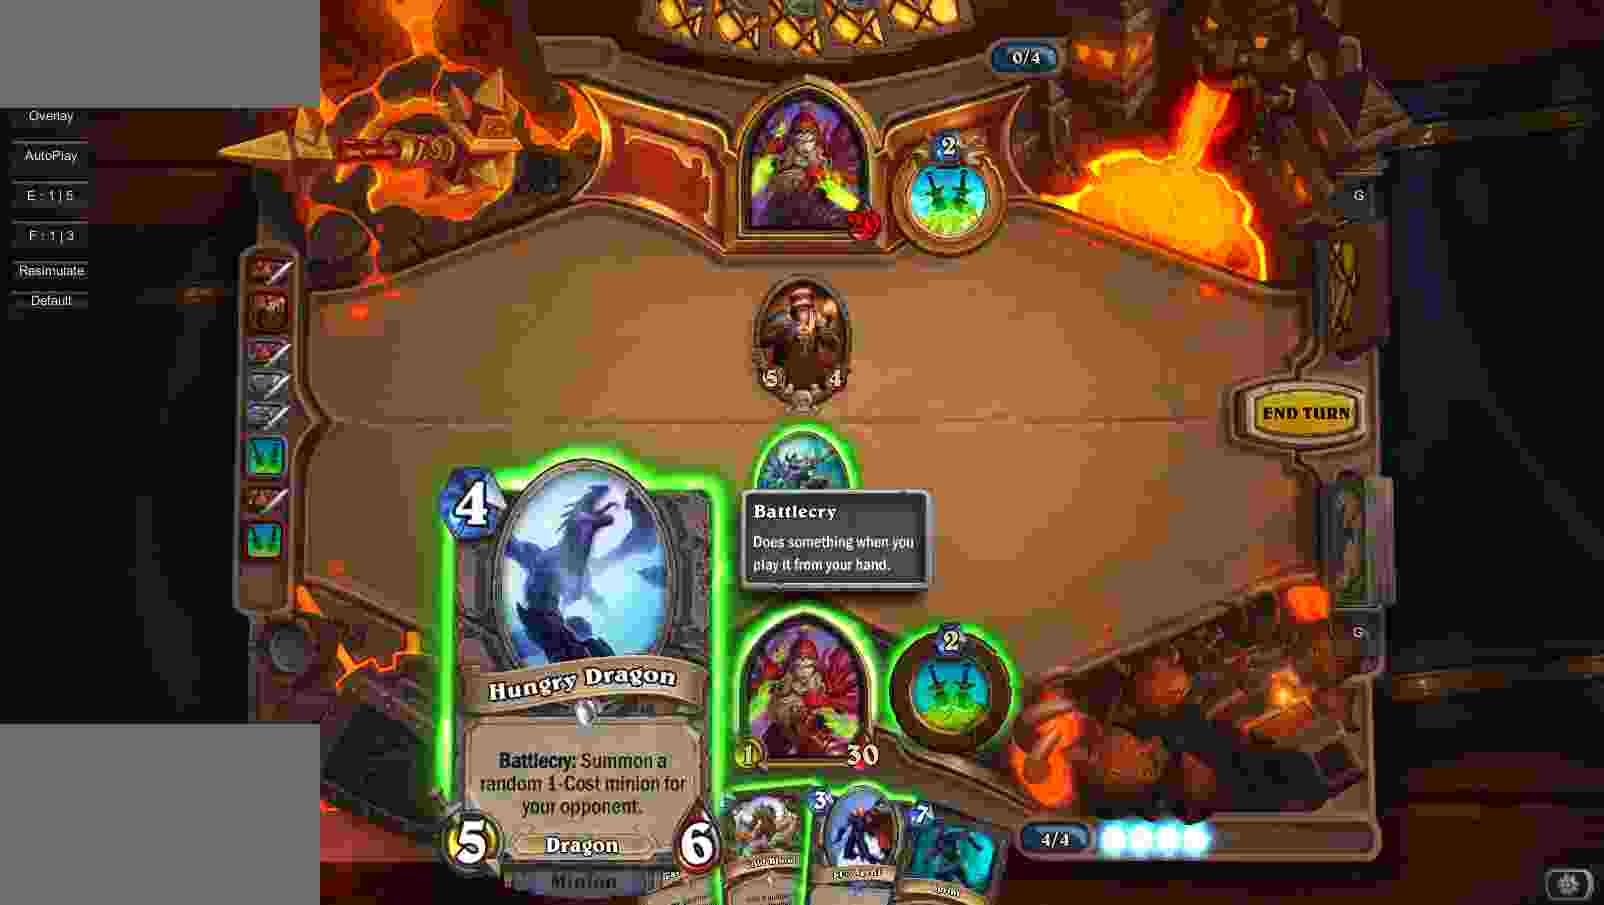 0/4
Overlay
2
AutoPlay
E : 1 | 5
G
F : 1 | 3
Resimulate
Default
5
4
END TURN
4
Battlecry
Does something when you
play it from your hand.
2
G
Hungry Dragon
1
30
Battlecry: Summon a
random 1-Cost minion for
your opponent.
3
7
5
Dragon
6
4/4
Minion